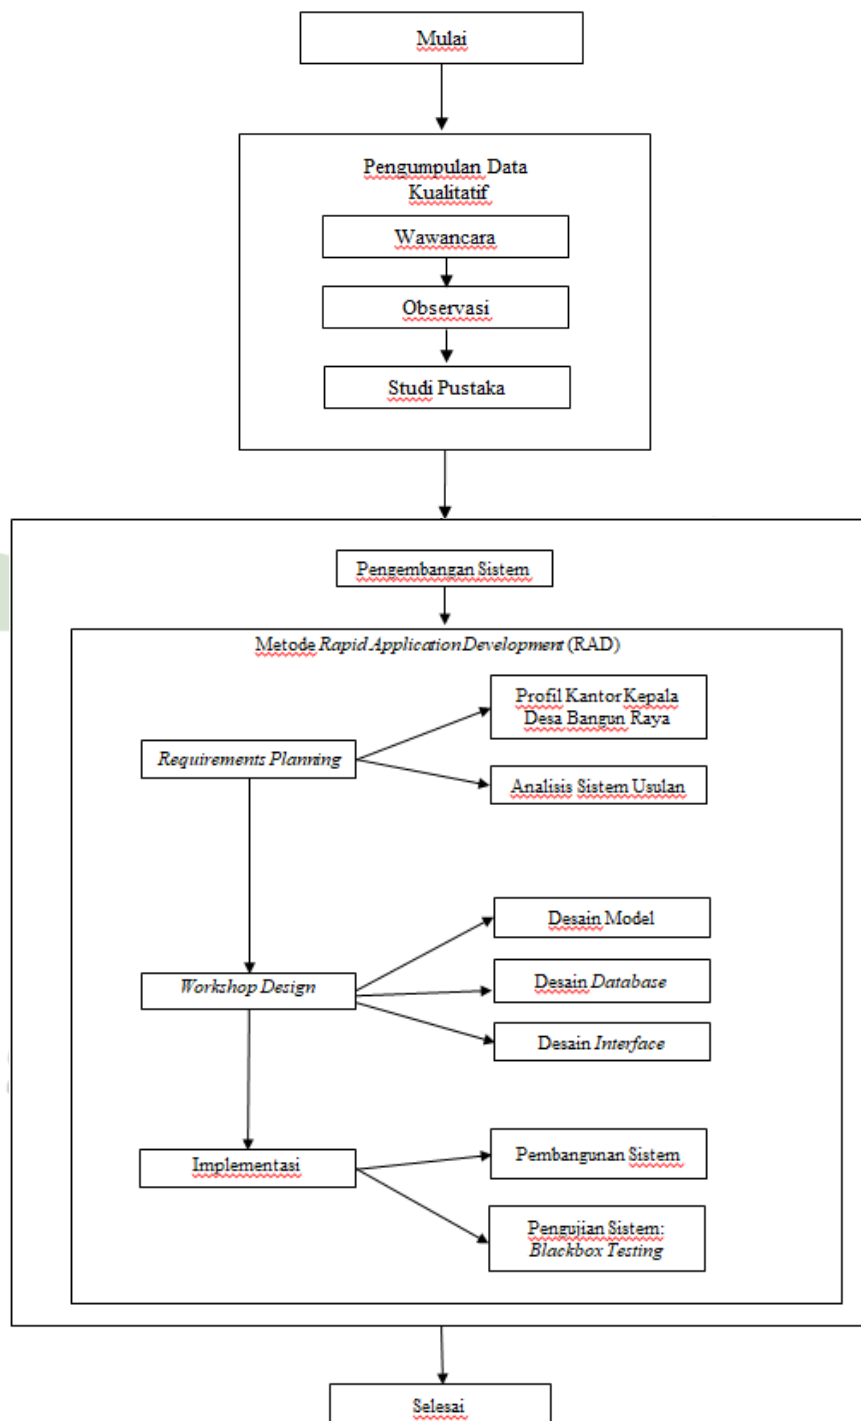 Mulai
Pengumpulan Data
Kualitatif
Wawancara
Observasi
Studi Pustaka
Pengembangan Sistem
Metode Rapid Application Development (RAD)
Profil Kantor Kepala
Desa Bangun Raya
Requirements Planning
Analisis Sistem Usulan
Desain Model
Workshop Design
Desain Database
Desain Interface
Implementasi
Pembangunan Sistem
Pengujian Sistem:
Blackbox Testing
Selesai